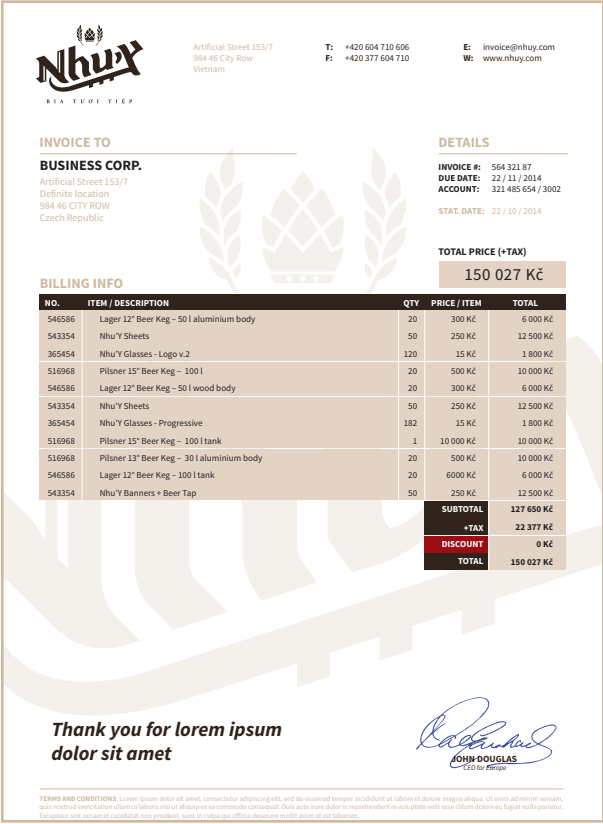 Nhu'Y
BIA TƯƠI TIỆP
Artificial Street 153/7
984 46 City Row
Vietnam
T: +420 604 710 606
F: +420 377 604 710
E: invoice@nhuy.com
W: www.nhuy.com
INVOICE TO
BUSINESS CORP.
Artificial Street 153/7
Definite location
984 46 CITY ROW
Czech Republic
DETAILS
INVOICE #: 564 321 87
DUE DATE: 22 / 11 / 2014
ACCOUNT: 321 485 654 / 3002
STAT. DATE: 22 / 10 / 2014
TOTAL PRICE (+TAX)
150 027 Kč
BILLING INFO
NO. ITEM / DESCRIPTION QTY PRICE / ITEM TOTAL
546586 Lager 12° Beer Keg – 50 l aluminium body 20 300 Kč 6 000 Kč
543354 Nhu'Y Sheets 50 250 Kč 12 500 Kč
365454 Nhu'Y Glasses - Logo v.2 120 15 Kč 1 800 Kč
516968 Pilsner 15° Beer Keg – 100 l 20 500 Kč 10 000 Kč
546586 Lager 12° Beer Keg – 50 l wood body 20 300 Kč 6 000 Kč
543354 Nhu'Y Sheets 50 250 Kč 12 500 Kč
365454 Nhu'Y Glasses - Progressive 182 15 Kč 1 800 Kč
516968 Pilsner 15° Beer Keg – 100 l tank 1 10 000 Kč 10 000 Kč
516968 Pilsner 13° Beer Keg – 30 l aluminium body 20 500 Kč 10 000 Kč
546586 Lager 12° Beer Keg – 100 l tank 20 6000 Kč 6 000 Kč
543354 Nhu'Y Banners + Beer Tap 50 250 Kč 12 500 Kč
SUBTOTAL 127 650 Kč
+TAX 22 377 Kč
DISCOUNT 0 Kč
TOTAL 150 027 Kč
Thank you for lorem ipsum
dolor sit amet
JOHN DOUGLAS
CEO for Europe
TERMS AND CONDITIONS: Lorem ipsum dolor sit amet, consectetur adipiscing elit, sed do eiusmod tempor incididunt ut labore et dolore magna aliqua. Ut enim ad minim veniam,
quis nostrud exercitation ullamco laboris nisi ut aliquip ex ea commodo consequat. Duis aute irure dolor in reprehenderit in voluptate velit esse cillum dolore eu fugiat nulla pariatur.
Excepteur sint occaecat cupidatat non proident, sunt in culpa qui officia deserunt mollit anim id est laborum.